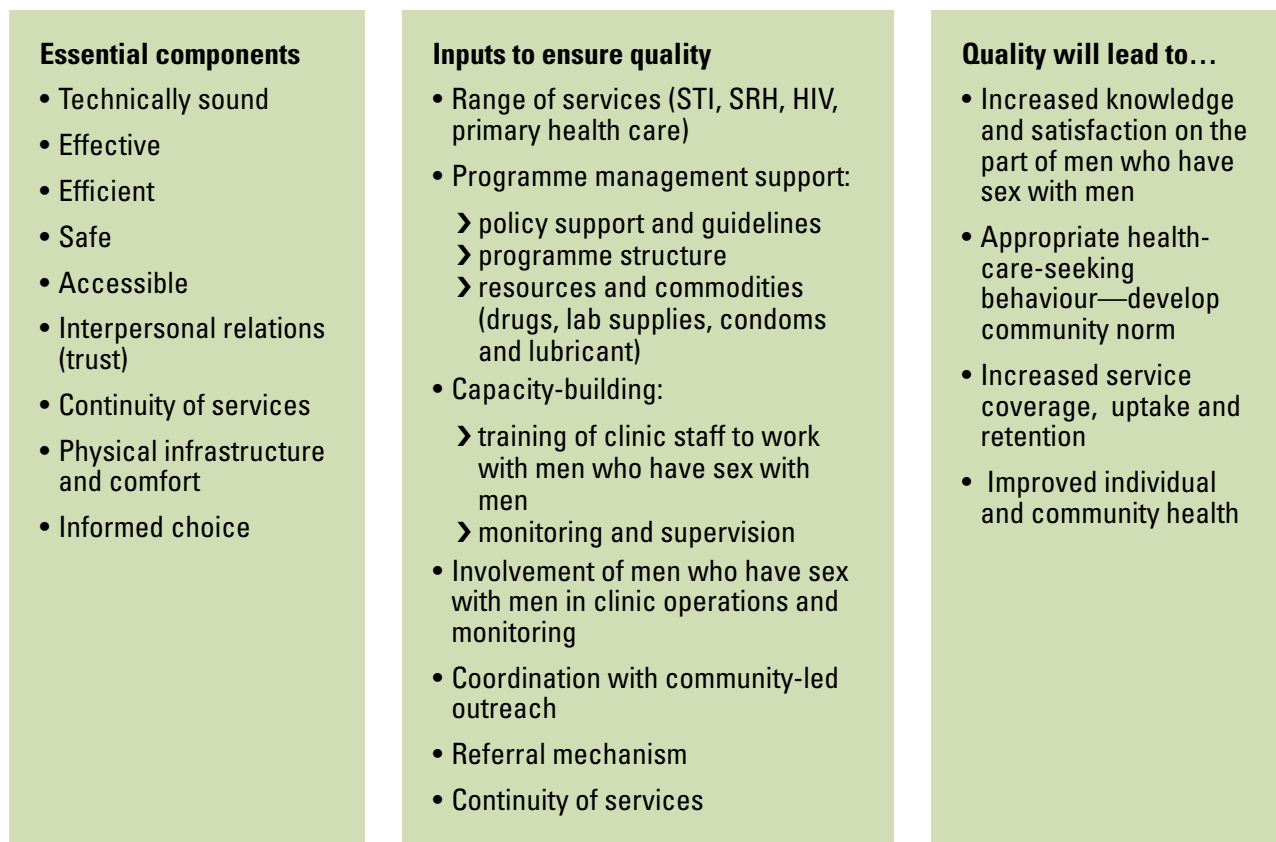 Essential components
• Technically sound
• Effective
• Efficient
• Safe
• Accessible
• Interpersonal relations
(trust)
• Continuity of services
• Physical infrastructure
and comfort
• Informed choice
Inputs to ensure quality
• Range of services (STI, SRH, HIV,
primary health care)
• Programme management support:
❯ policy support and guidelines
❯ programme structure
❯ resources and commodities
(drugs, lab supplies, condoms
and lubricant)
• Capacity-building:
❯ training of clinic staff to work
with men who have sex with
men
❯ monitoring and supervision
• Involvement of men who have sex
with men in clinic operations and
monitoring
• Coordination with community-led
outreach
• Referral mechanism
• Continuity of services
Quality will lead to…
• Increased knowledge
and satisfaction on the
part of men who have
sex with men
• Appropriate health-
care-seeking
behaviour—develop
community norm
• Increased service
coverage, uptake and
retention
• Improved individual
and community health